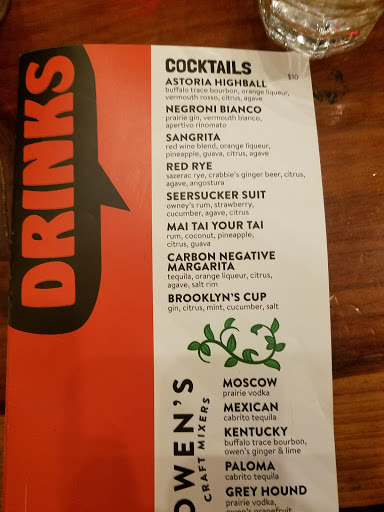 DRINKS
COCKTAILS
$10
ASTORIA HIGHBALL
buffalo trace bourbon, orange liqueur,
vermouth rosso, citrus, agave
NEGRONI BIANCO
prairie gin, vermouth bianco,
apertivo rinomato
SANGRITA
red wine blend, orange liqueur,
pineapple, guava, citrus, agave
RED RYE
sazerac rye, crabbie's ginger beer, citrus,
agave, angostura
SEERSUCKER SUIT
owney's rum, strawberry,
cucumber, agave, citrus
MAI TAI YOUR TAI
rum, coconut, pineapple,
citrus, guava
CARBON NEGATIVE
MARGARITA
tequila, orange liqueur, citrus,
agave, salt rim
BROOKLYN'S CUP
gin, citrus, mint, cucumber, salt
OWEN'S
CRAFT MIXERS
MOSCOW
prairie vodka
MEXICAN
cabrito tequila
KENTUCKY
buffalo trace bourbon,
owen's ginger & lime
PALOMA
cabrito tequila
GREY HOUND
prairie vodka,
owen's grapefruit